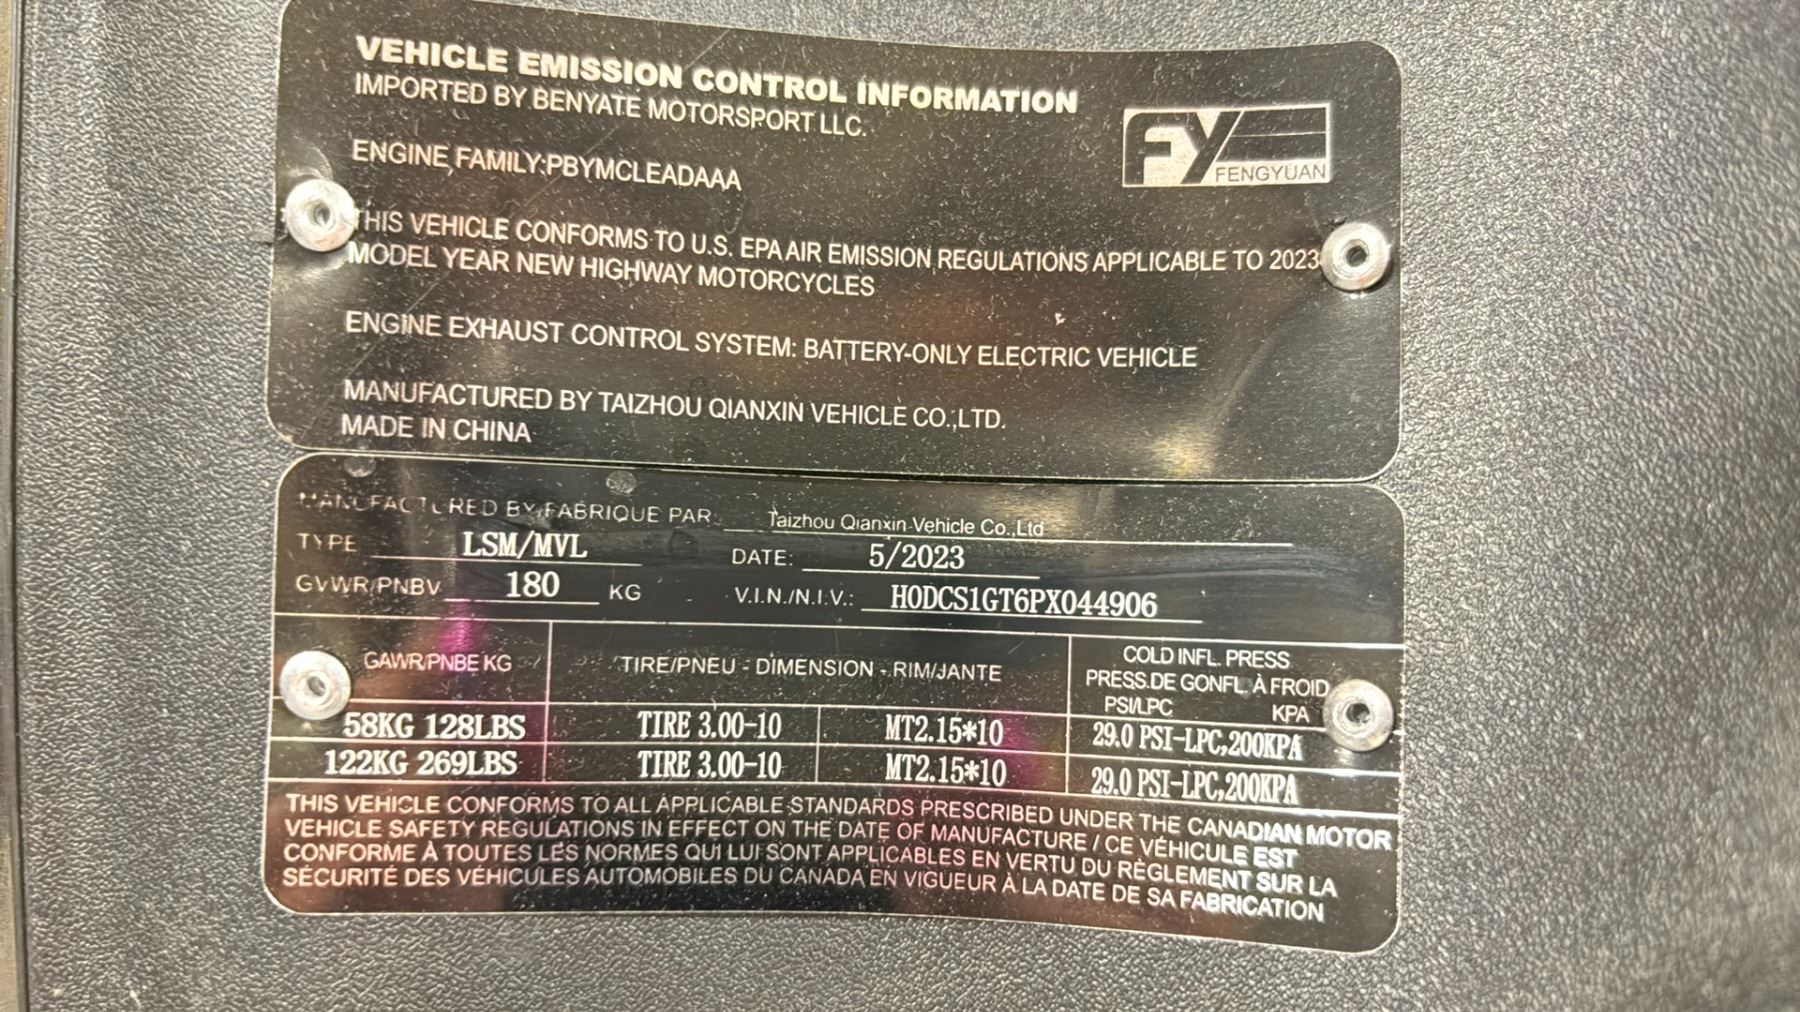 VEHICLE EMISSION CONTROL INFORMATION
IMPORTED BY BENYATE MOTORSPORT LLC.
FY
FENGYUAN
ENGINE FAMILY:PBYMCLEADAAA
THIS VEHICLE CONFORMS TO U.S. EPA AIR EMISSION REGULATIONS APPLICABLE TO 2023
MODEL YEAR NEW HIGHWAY MOTORCYCLES
ENGINE EXHAUST CONTROL SYSTEM: BATTERY-ONLY ELECTRIC VEHICLE
MANUFACTURED BY TAIZHOU QIANXIN VEHICLE CO.,LTD.
MADE IN CHINA
MANUFACTURED BY/FABRIQUE PAR: Taizhou Qianxin Vehicle Co.,Ltd
TYPE LSM/MVL DATE: 5/2023
GVWR/PNBV 180 KG V.I.N./N.I.V.: H0DCS1GT6PX044906
GAWR/PNBE KG TIRE/PNEU - DIMENSION - RIM/JANTE COLD INFL. PRESS
PRESS.DE GONFL. À FROID
PSI/LPC KPA
58KG 128LBS TIRE 3.00-10 MT2.15*10 29.0 PSI-LPC,200KPA
122KG 269LBS TIRE 3.00-10 MT2.15*10 29.0 PSI-LPC,200KPA
THIS VEHICLE CONFORMS TO ALL APPLICABLE STANDARDS PRESCRIBED UNDER THE CANADIAN MOTOR
VEHICLE SAFETY REGULATIONS IN EFFECT ON THE DATE OF MANUFACTURE / CE VÉHICULE EST
CONFORME À TOUTES LES NORMES QUI LUI SONT APPLICABLES EN VERTU DU RÈGLEMENT SUR LA
SÉCURITÉ DES VÉHICULES AUTOMOBILES DU CANADA EN VIGUEUR À LA DATE DE SA FABRICATION